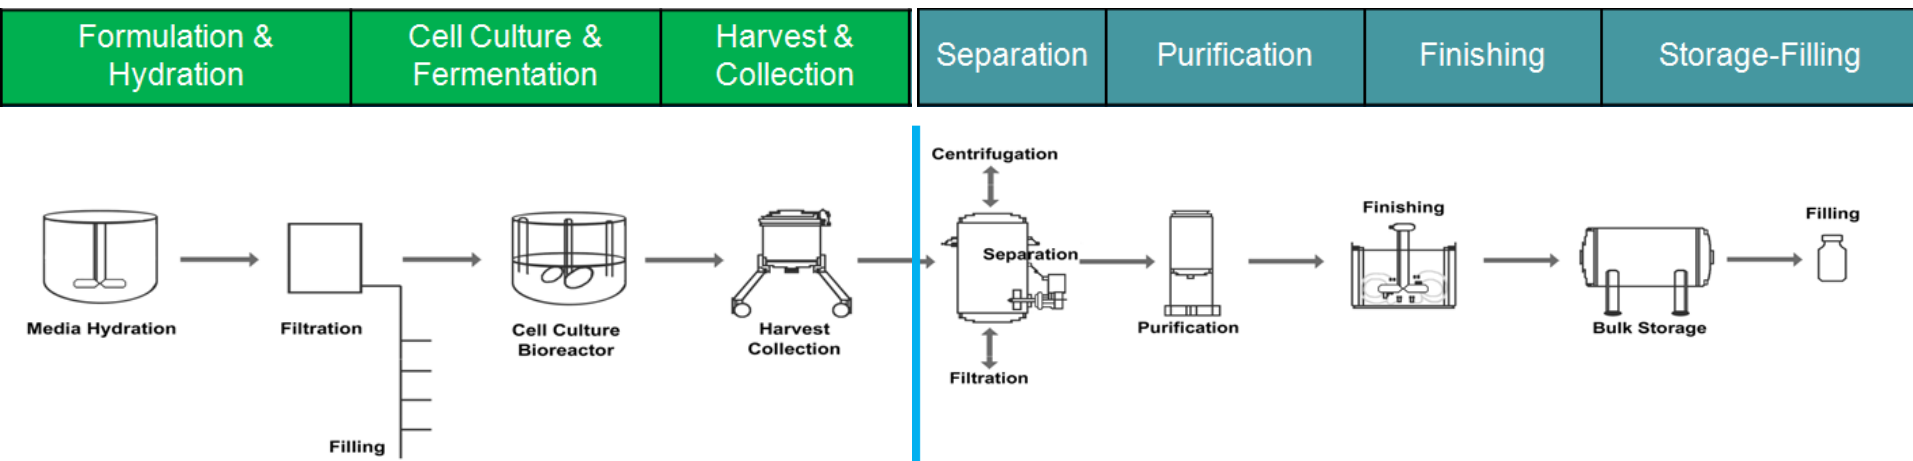 Formulation &
Hydration
Cell Culture &
Fermentation
Harvest &
Collection
Separation
Purification
Finishing
Storage-Filling
Media Hydration
Filtration
Filling
Cell Culture
Bioreactor
Harvest
Collection
Centrifugation
Separation
Filtration
Purification
Finishing
Bulk Storage
Filling